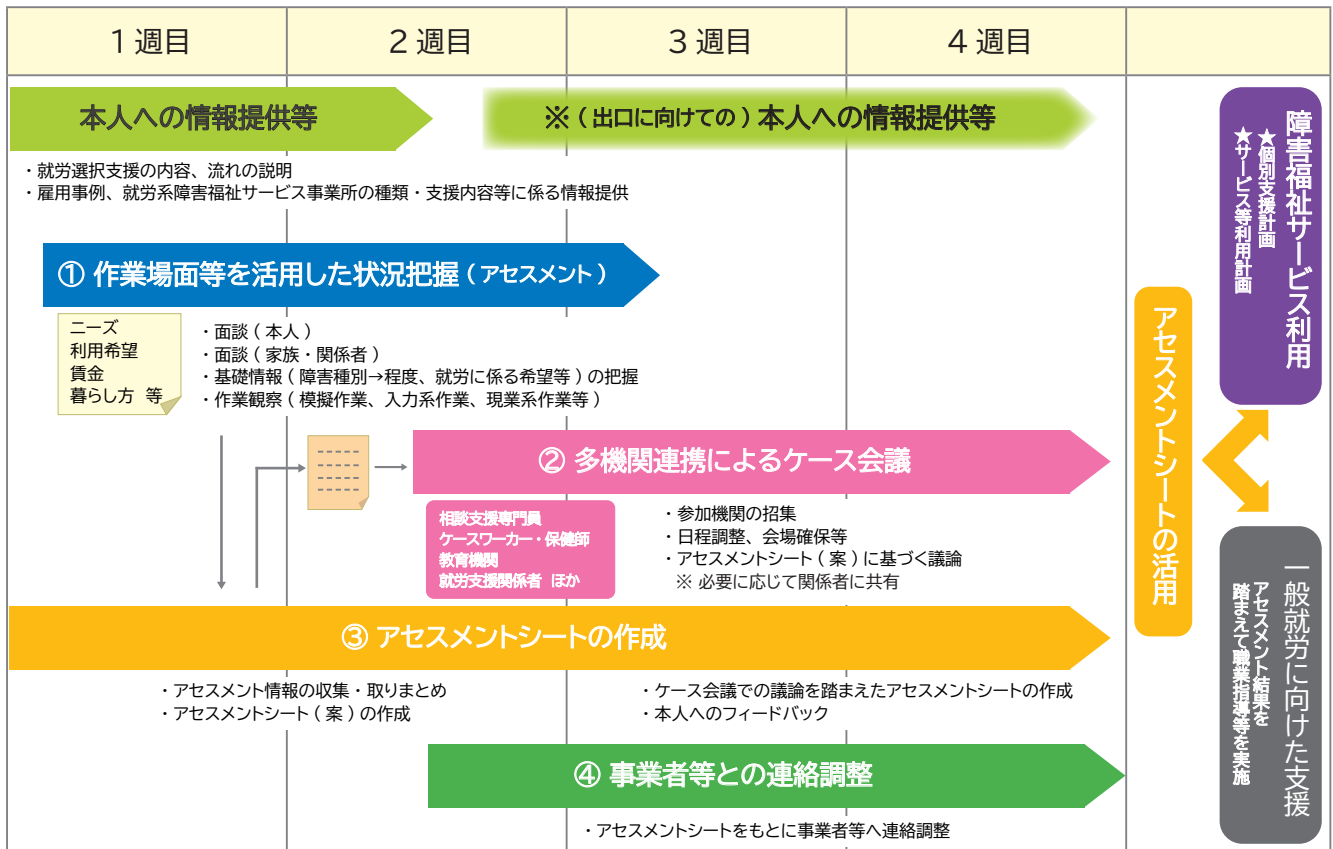 1週目
2週目
3週目
4週目
本人への情報提供等
※(出口に向けての)本人への情報提供等
・就労選択支援の内容、流れの説明
・雇用事例、就労系障害福祉サービス事業所の種類・支援内容等に係る情報提供
① 作業場面等を活用した状況把握(アセスメント)
ニーズ
利用希望
賃金
暮らし方 等
・面談(本人)
・面談(家族・関係者)
・基礎情報(障害種別→程度、就労に係る希望等)の把握
・作業観察(模擬作業、入力系作業、現業系作業等)
② 多機関連携によるケース会議
相談支援専門員
ケースワーカー・保健師
教育機関
就労支援関係者 ほか
・参加機関の招集
・日程調整、会場確保等
・アセスメントシート(案)に基づく議論
※ 必要に応じて関係者に共有
③ アセスメントシートの作成
・アセスメント情報の収集・取りまとめ
・アセスメントシート(案)の作成
・ケース会議での議論を踏まえたアセスメントシートの作成
・本人へのフィードバック
④ 事業者等との連絡調整
・アセスメントシートをもとに事業者等へ連絡調整
アセスメントシートの活用
障害福祉サービス利用
★個別支援計画
★サービス等利用計画
一般就労に向けた支援
アセスメント結果を
踏まえて職業指導等を実施